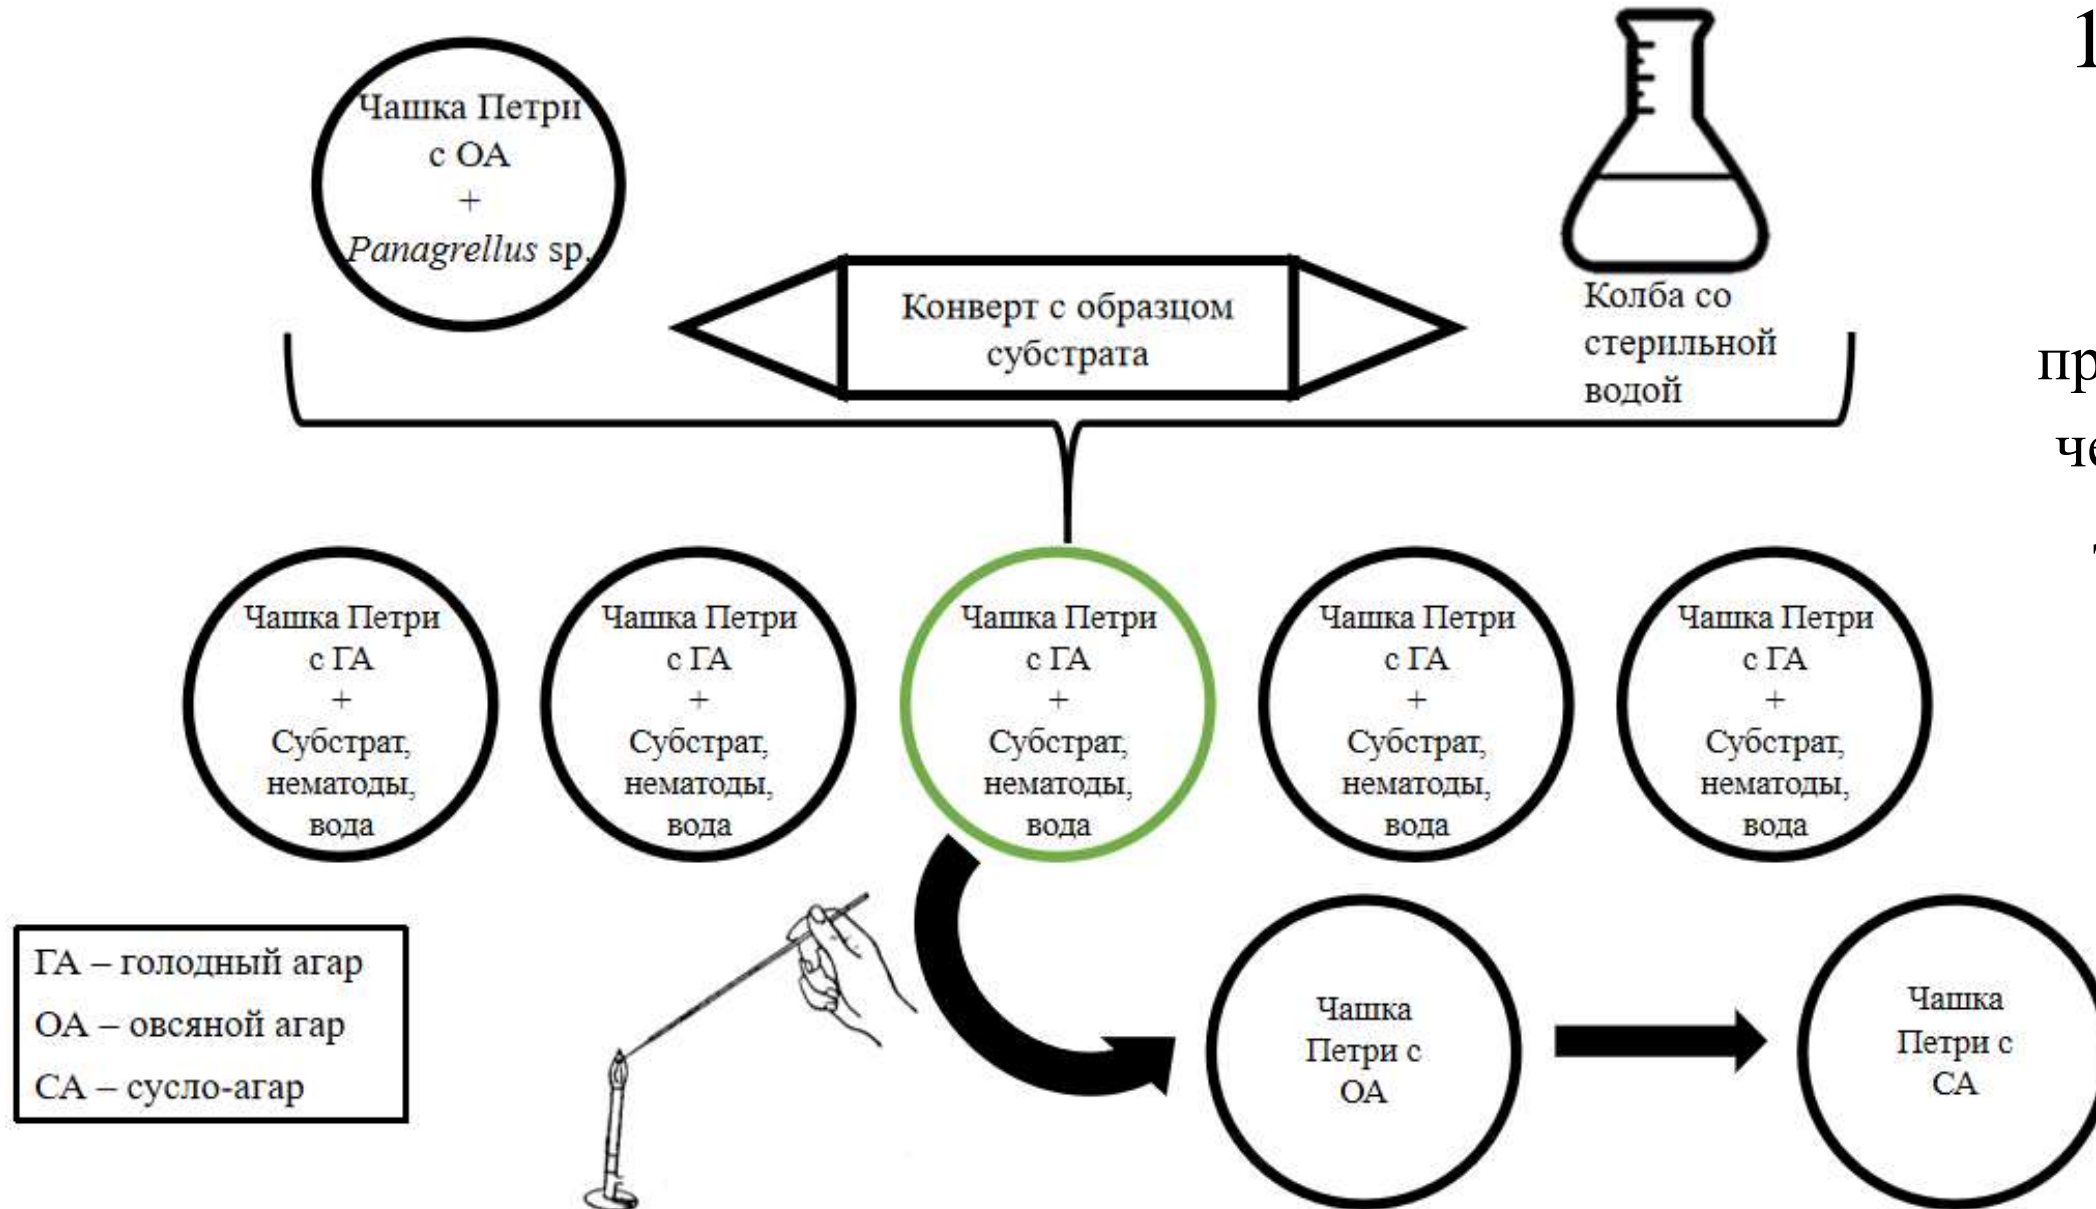 Чашка Петри
с ОА
+
Panagrellus sp.
Конверт с образцом
субстрата
Колба со
стерильной
водой
Чашка Петри
с ГА
+
Субстрат,
нематоды,
вода
Чашка Петри
с ГА
+
Субстрат,
нематоды,
вода
Чашка Петри
с ГА
+
Субстрат,
нематоды,
вода
Чашка Петри
с ГА
+
Субстрат,
нематоды,
вода
Чашка Петри
с ГА
+
Субстрат,
нематоды,
вода
ГА – голодный агар
ОА – овсяной агар
СА – сусло-агар
Чашка
Петри с
ОА
Чашка
Петри с
СА